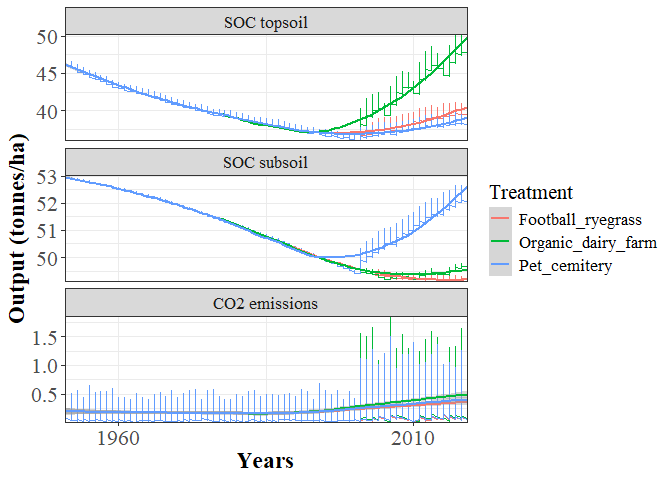 SOC topsoil
50
45
40
SOC subsoil
53
52
51
50
CO2 emissions
1.5
1.0
0.5
1960
2010
Years
Output (tonnes/ha)
Treatment
Football_ryegrass
Organic_dairy_farm
Pet_cemitery